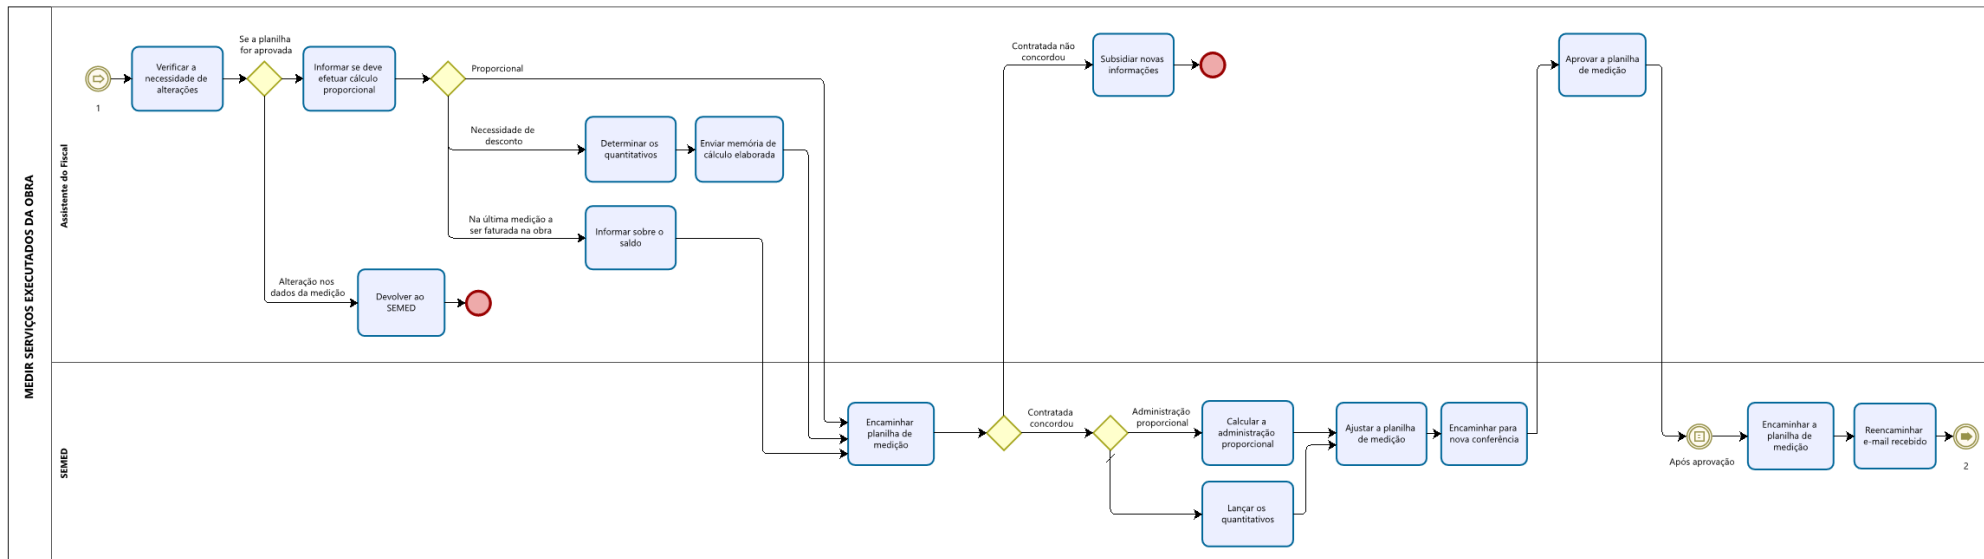 MEDIR SERVIÇOS EXECUTADOS DA OBRA
Assistente do Fiscal
1
Verificar a
necessidade de
alterações
Se a planilha
for aprovada
Informar se deve
efetuar cálculo
proporcional
Proporcional
Necessidade de
desconto
Determinar os
quantitativos
Enviar memória de
cálculo elaborada
Na última medição a
ser faturada na obra
Informar sobre o
saldo
Alteração nos
dados da medição
Devolver ao
SEMED
Contratada não
concordou
Subsidiar novas
informações
Aprovar a planilha
de medição
SEMED
Encaminhar
planilha de
medição
Contratada
concordou
Administração
proporcional
Calcular a
administração
proporcional
Lançar os
quantitativos
Ajustar a planilha
de medição
Encaminhar para
nova conferência
Após aprovação
Encaminhar a
planilha de
medição
Reencaminhar
e-mail recebido
2